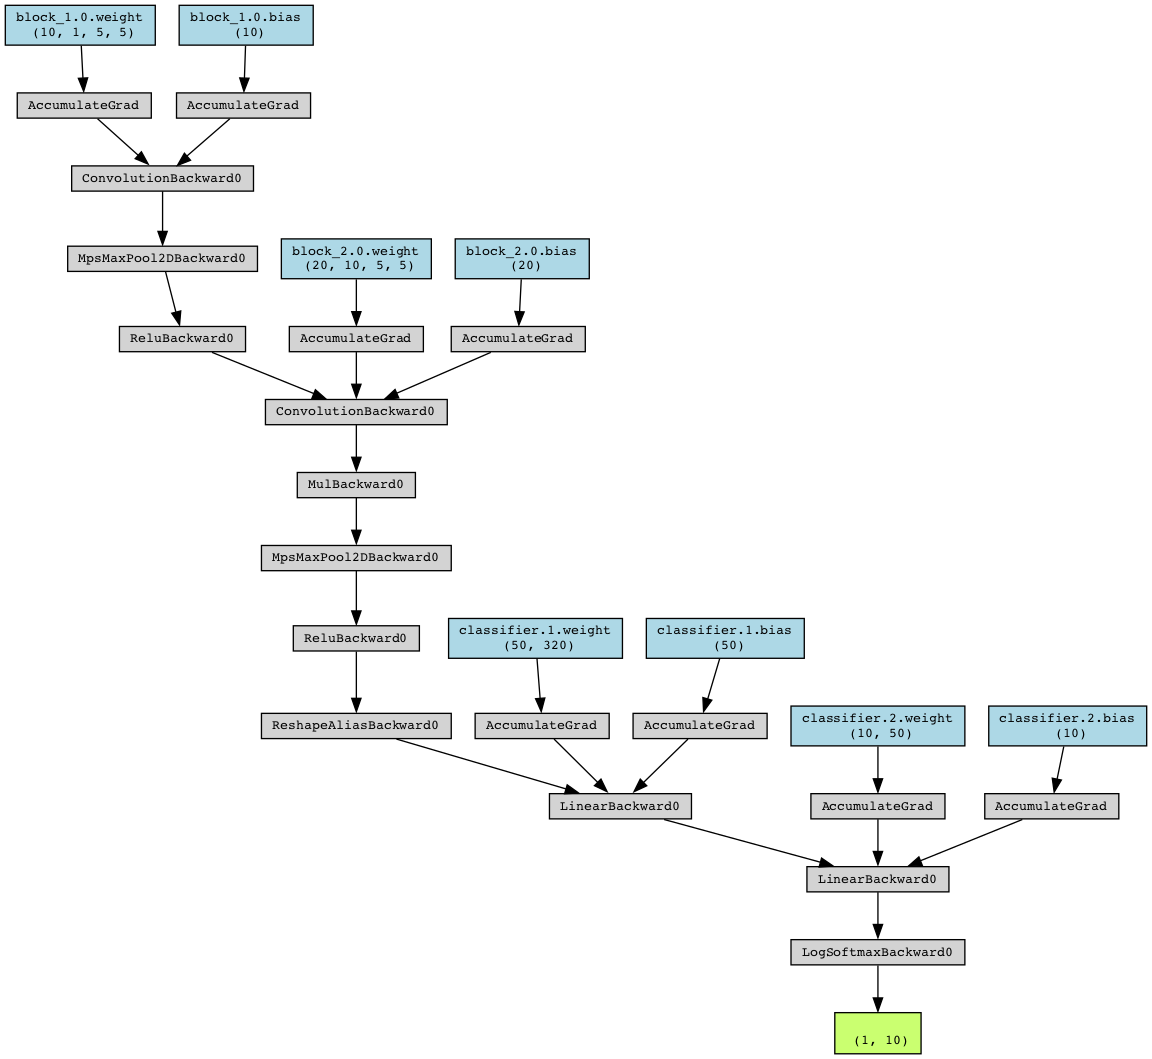 block_1.0.weight
(10, 1, 5, 5)
block_1.0.bias
(10)
AccumulateGrad
AccumulateGrad
ConvolutionBackward0
MpsMaxPool2DBackward0
block_2.0.weight
(20, 10, 5, 5)
block_2.0.bias
(20)
ReluBackward0
AccumulateGrad
AccumulateGrad
ConvolutionBackward0
MulBackward0
MpsMaxPool2DBackward0
ReluBackward0
classifier.1.weight
(50, 320)
classifier.1.bias
(50)
ReshapeAliasBackward0
AccumulateGrad
AccumulateGrad
classifier.2.weight
(10, 50)
classifier.2.bias
(10)
LinearBackward0
AccumulateGrad
AccumulateGrad
LinearBackward0
LogSoftmaxBackward0
(1, 10)